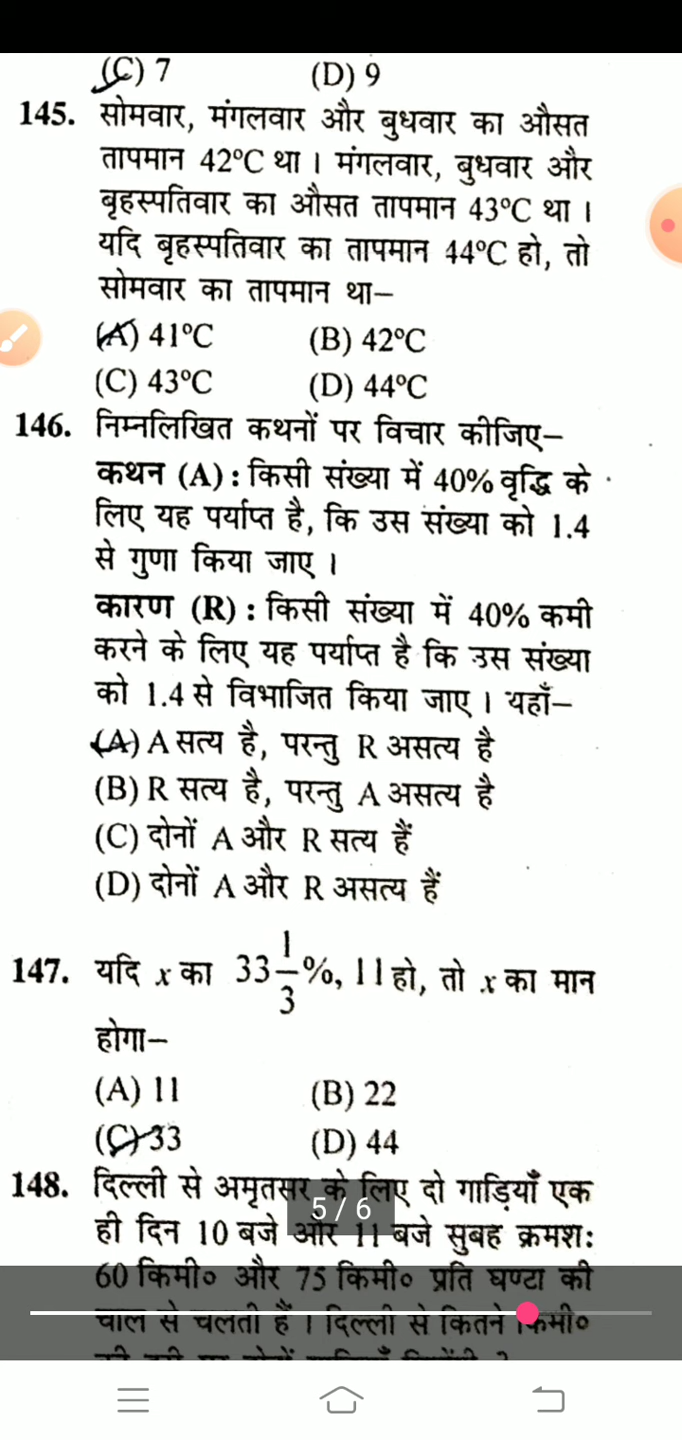 (C) 7 (D) 9
145. सोमवार, मंगलवार और बुधवार का औसत
तापमान 42°C था । मंगलवार, बुधवार और
बृहस्पतिवार का औसत तापमान 43°C था ।
यदि बृहस्पतिवार का तापमान 44°C हो, तो
सोमवार का तापमान था–
(A) 41°C (B) 42°C
(C) 43°C (D) 44°C
146. निम्नलिखित कथनों पर विचार कीजिए–
कथन (A) : किसी संख्या में 40% वृद्धि के
लिए यह पर्याप्त है, कि उस संख्या को 1.4
से गुणा किया जाए ।
कारण (R) : किसी संख्या में 40% कमी
करने के लिए यह पर्याप्त है कि उस संख्या
को 1.4 से विभाजित किया जाए । यहाँ–
(A) A सत्य है, परन्तु R असत्य है
(B) R सत्य है, परन्तु A असत्य है
(C) दोनों A और R सत्य हैं
(D) दोनों A और R असत्य हैं
147. यदि x का 33 1/3 %, 11 हो, तो x का मान
होगा–
(A) 11 (B) 22
(C) 33 (D) 44
148. दिल्ली से अमृतसर के लिए दो गाड़ियाँ एक
5 / 6
ही दिन 10 बजे और 11 बजे सुबह क्रमश:
60 किमी० और 75 किमी० प्रति घण्टा की
चाल से चलती हैं । दिल्ली से कितने किमी०